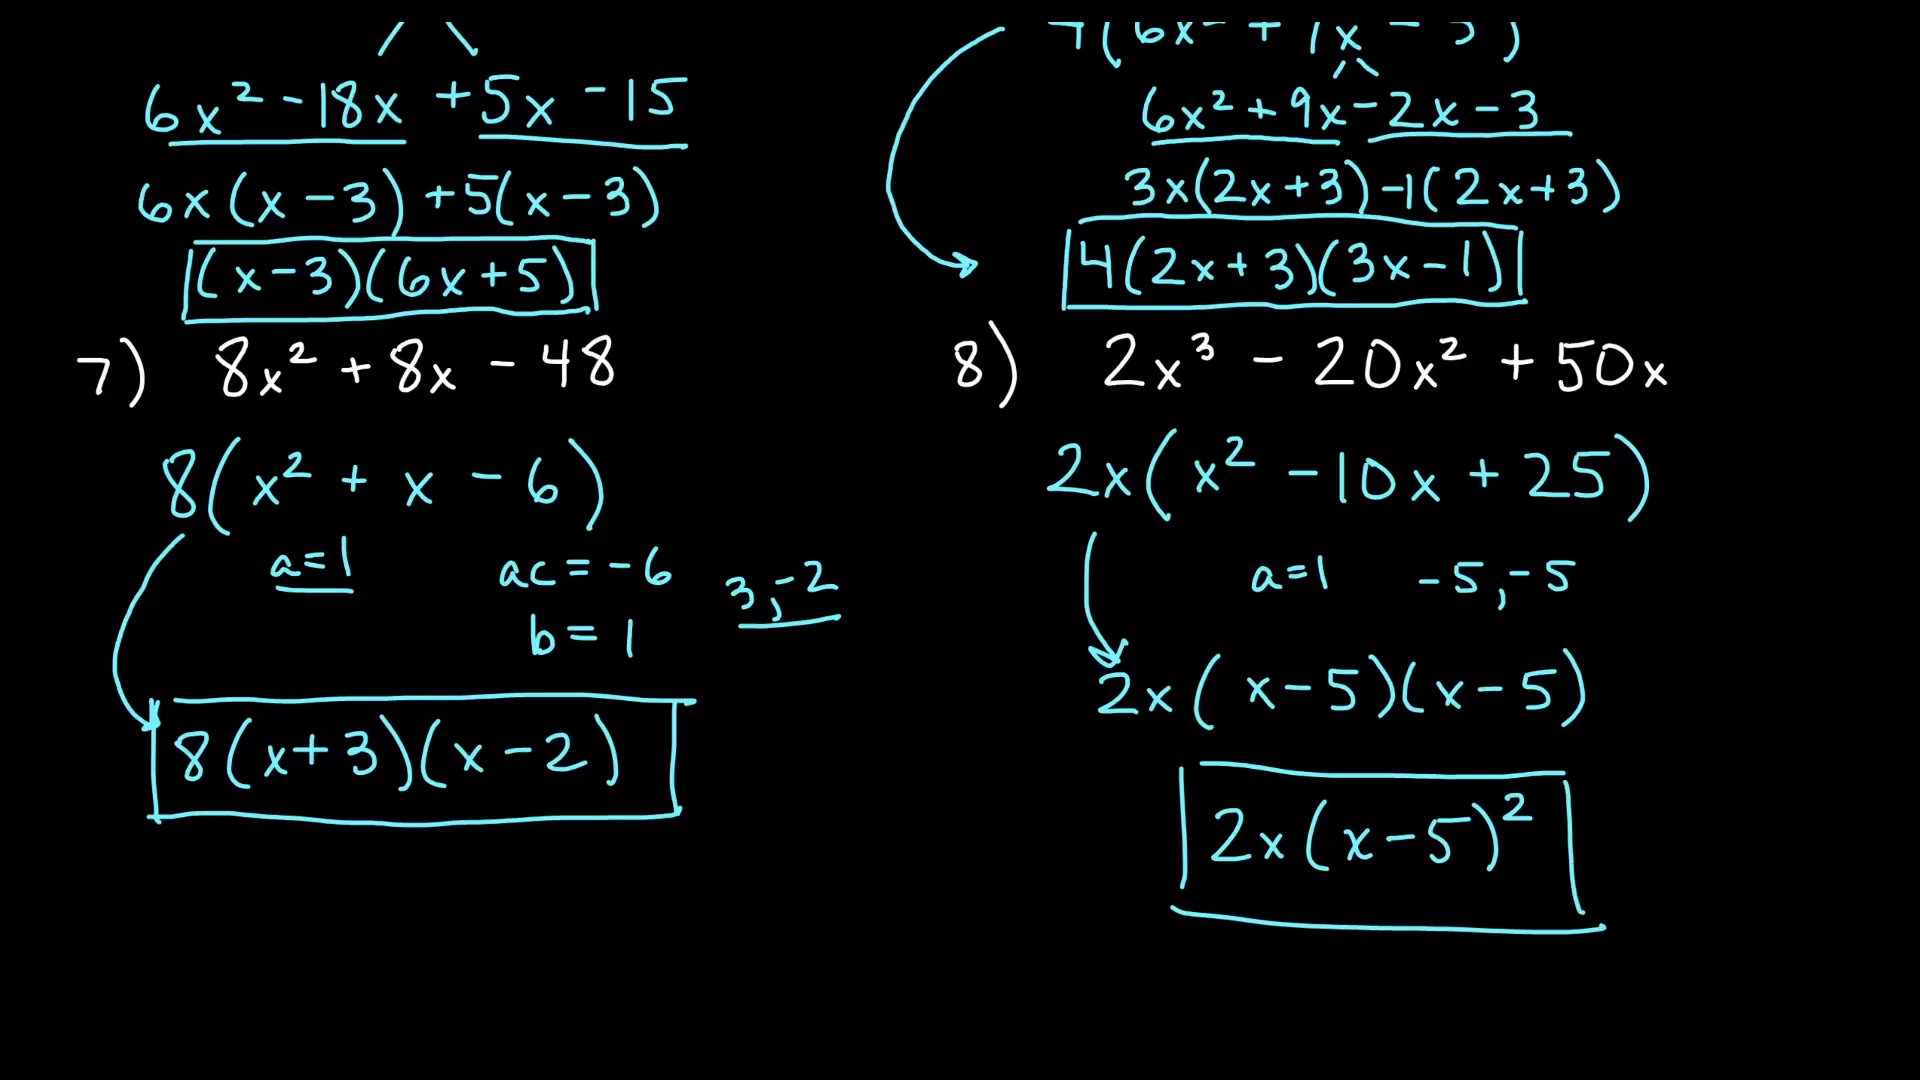 6x² - 18x + 5x - 15
6x(x - 3) + 5(x - 3)
(x - 3)(6x + 5)
6x² + 9x - 2x - 3
3x(2x + 3) - 1(2x + 3)
4(2x + 3)(3x - 1)
7) 8x² + 8x - 48
8(x² + x - 6)
a = 1 ac = -6 3, -2
b = 1
8(x + 3)(x - 2)
8) 2x³ - 20x² + 50x
2x(x² - 10x + 25)
a = 1 -5, -5
2x(x - 5)(x - 5)
2x(x - 5)²